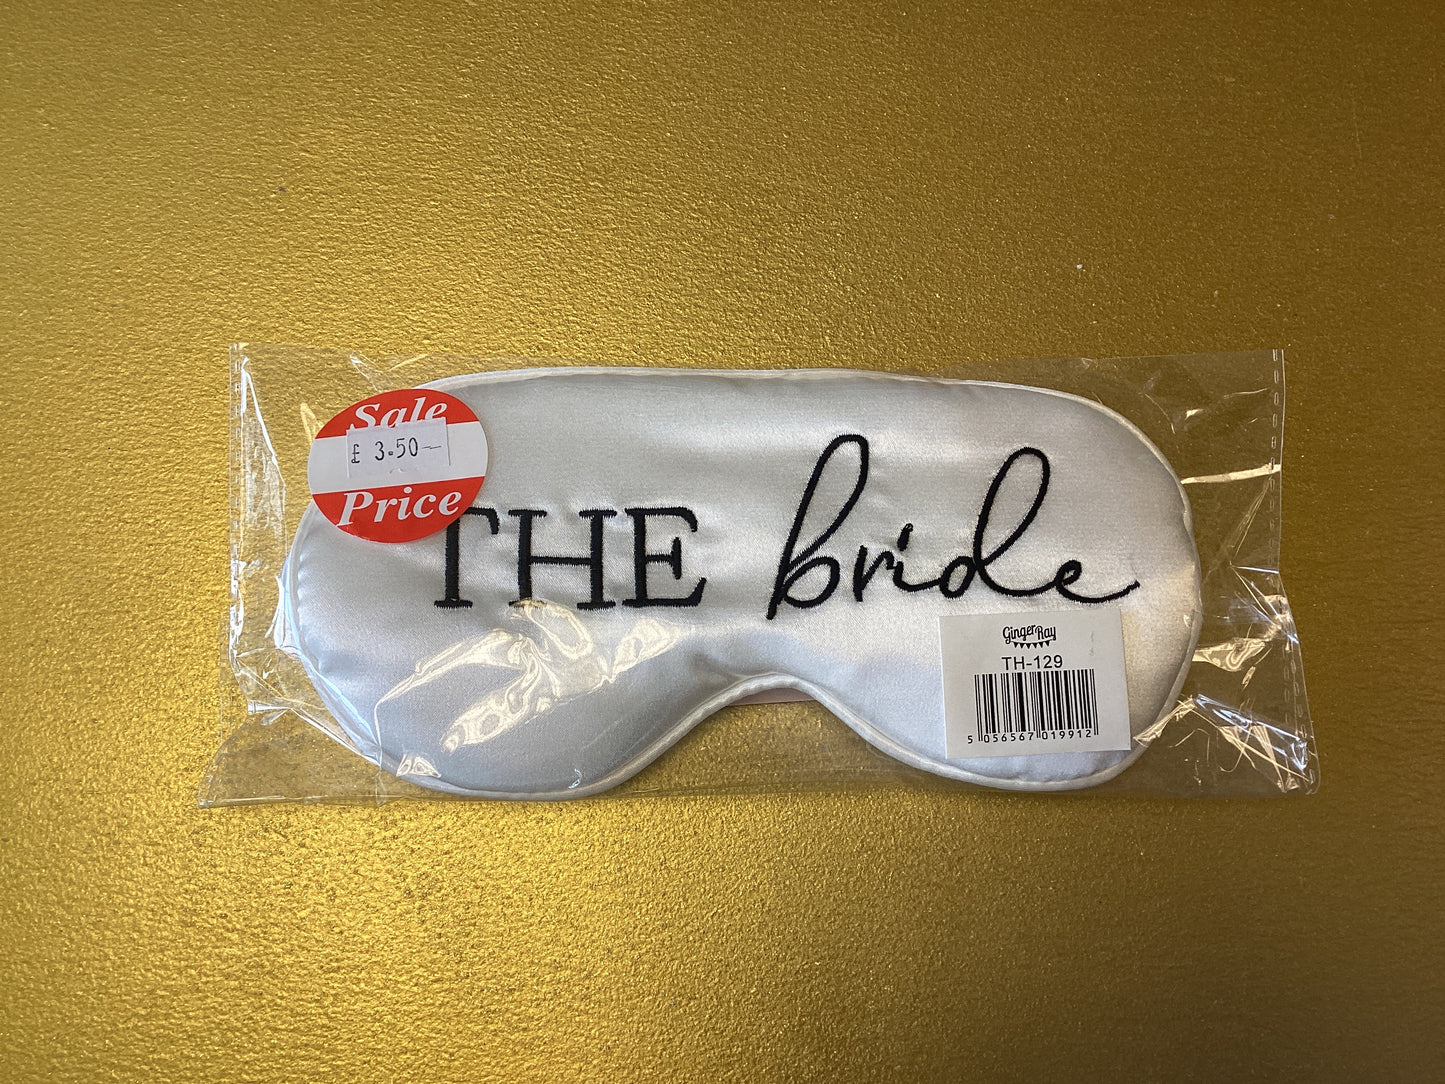 Sale
£ 3.50
Price
THE bride
Ginger Ray
TH-129
5 056567 019912